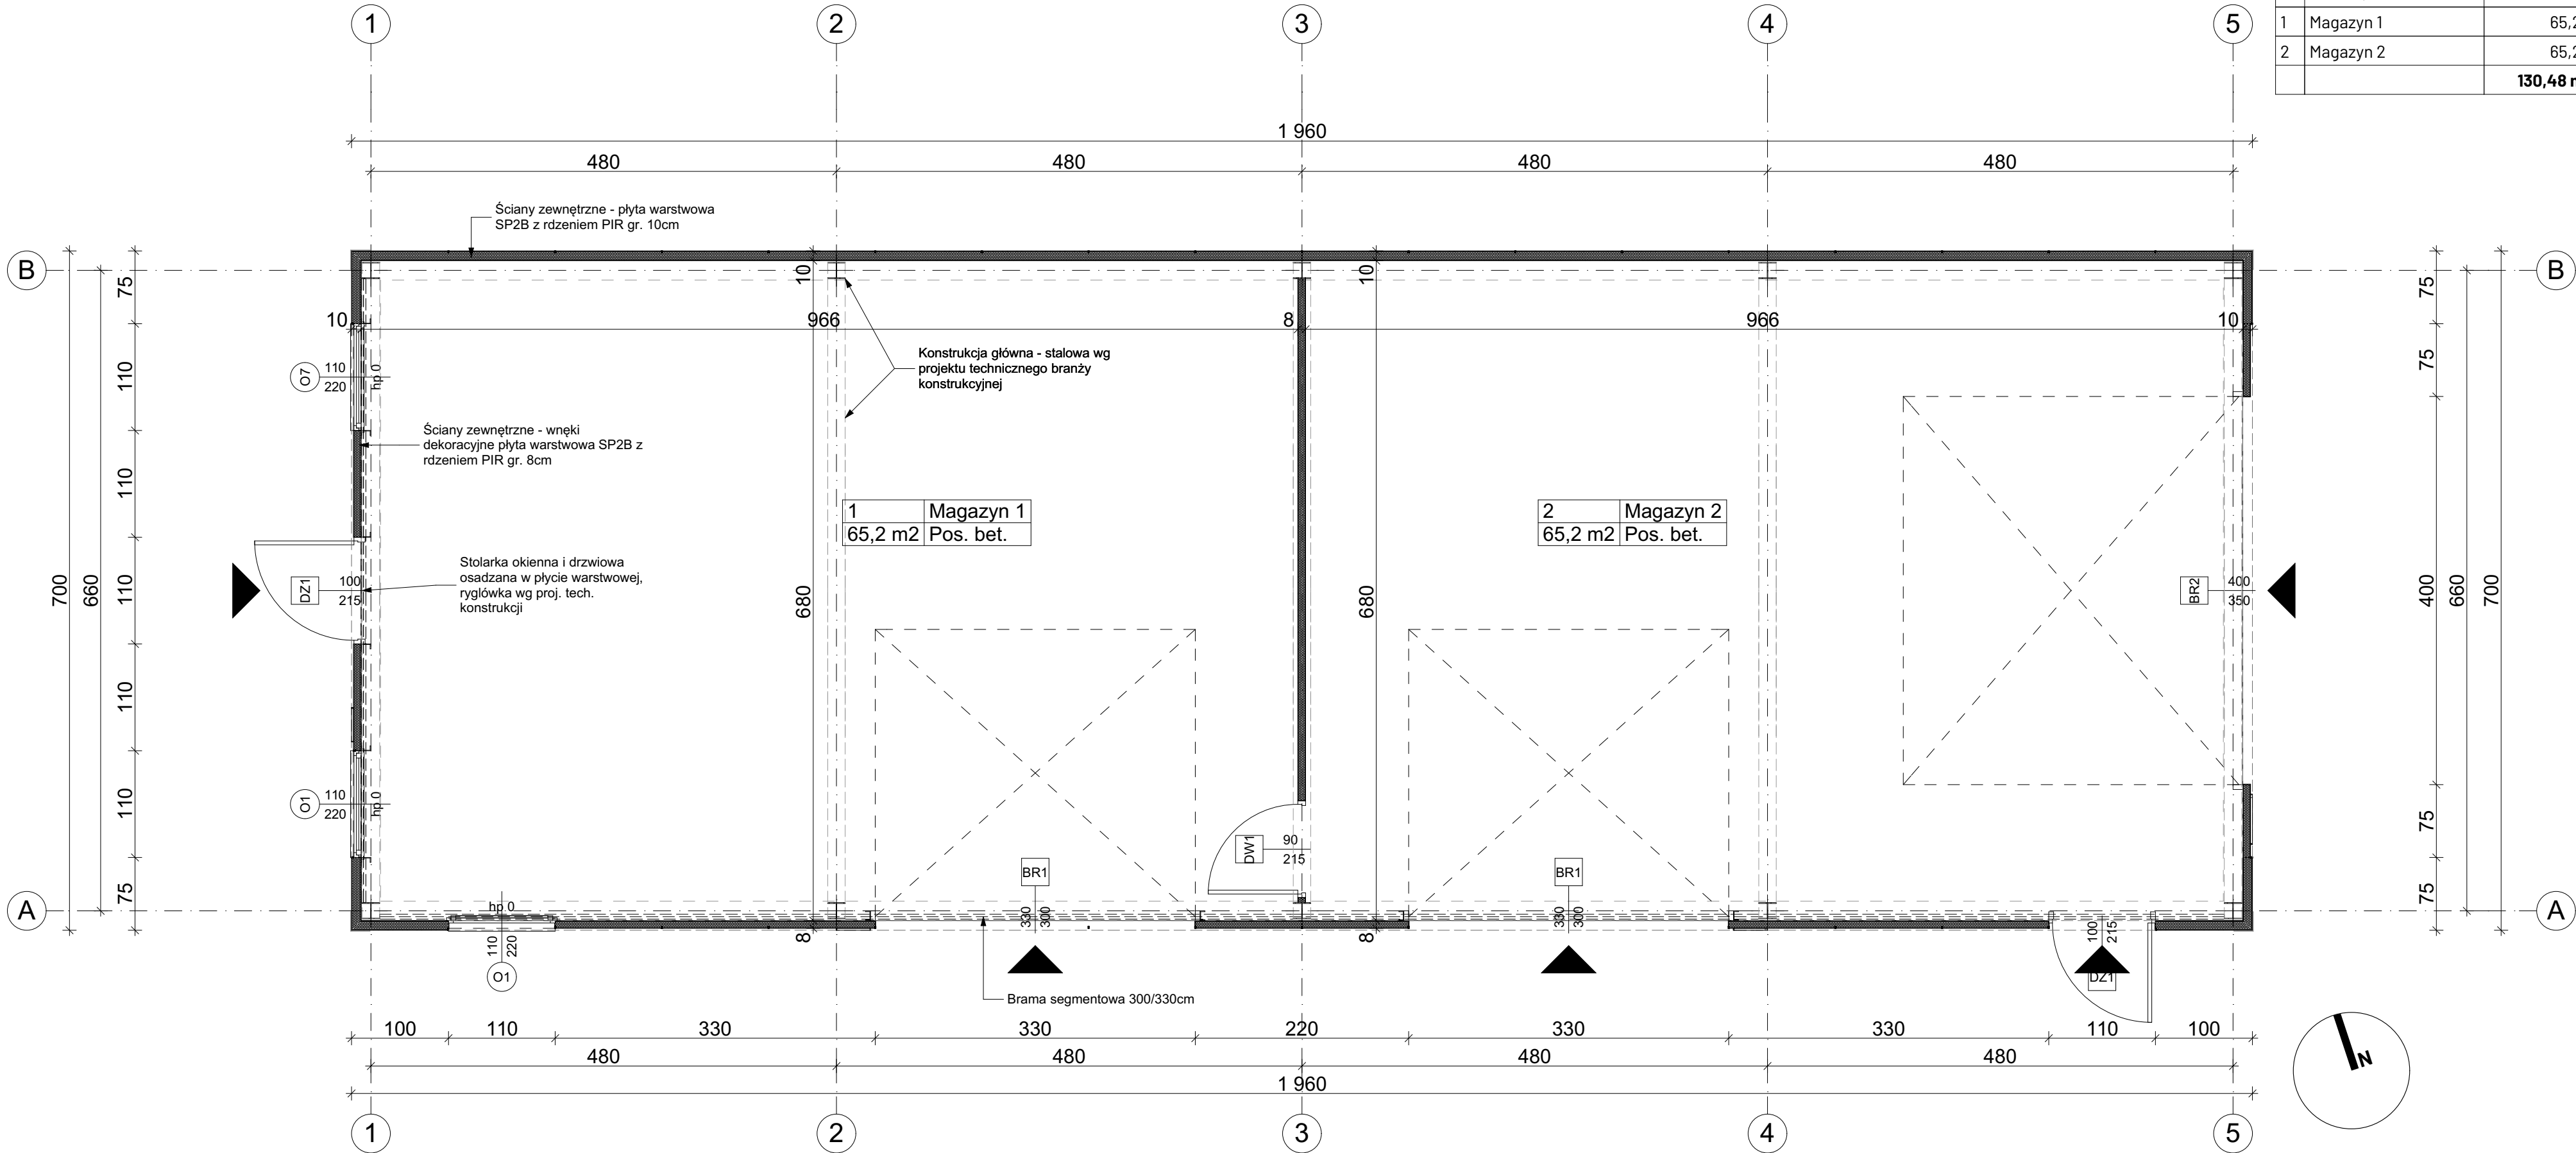 1 2 3 4 5
1 Magazyn 1
2 Magazyn 2
130,48
1 960
480 480 480 480
Ściany zewnętrzne - płyta warstwowa
SP2B z rdzeniem PIR gr. 10cm
B B
75 10 10 75
10 966 8 966 10
75
Konstrukcja główna - stalowa wg
projektu technicznego branży
konstrukcyjnej
O7 110
220
hp 0
110
Ściany zewnętrzne - wnęki
dekoracyjne płyta warstwowa SP2B z
rdzeniem PIR gr. 8cm
110
1 Magazyn 1
65,2 m2 Pos. bet.
2 Magazyn 2
65,2 m2 Pos. bet.
Stolarka okienna i drzwiowa
osadzana w płycie warstwowej,
ryglówka wg proj. tech.
konstrukcji
700 660 110
DZ1 100
215
680 680
BR2 400
350
400 660 700
110
O1 110
220
hp 0
110
75
DW1 90
215
BR1 BR1
75
75
A A
hp 0
110
220
O1
8
330
300
8
330
300
100
215
DZ1
Brama segmentowa 300/330cm
100 110 330 330 220 330 330 110 100
480 480 480 480
1 960
N
1 2 3 4 5